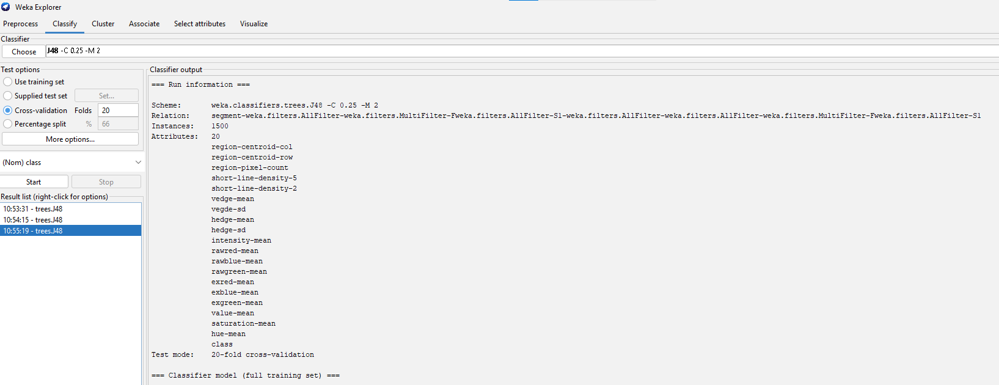 Weka Explorer
Preprocess Classify Cluster Associate Select attributes Visualize
Classifier
Choose J48 -C 0.25 -M 2
Test options
Use training set
Supplied test set Set...
Cross-validation Folds 20
Percentage split % 66
More options...
(Nom) class
Start Stop
Result list (right-click for options)
10:53:31 - trees.J48
10:54:15 - trees.J48
10:55:19 - trees.J48
Classifier output
=== Run information ===
Scheme: weka.classifiers.trees.J48 -C 0.25 -M 2
Relation: segment-weka.filters.AllFilter-weka.filters.MultiFilter-Fweka.filters.AllFilter-S1-weka.filters.AllFilter-weka.filters.AllFilter-weka.filters.MultiFilter-Fweka.filters.AllFilter-S1
Instances: 1500
Attributes: 20
region-centroid-col
region-centroid-row
region-pixel-count
short-line-density-5
short-line-density-2
vedge-mean
vegde-sd
hedge-mean
hedge-sd
intensity-mean
rawred-mean
rawblue-mean
rawgreen-mean
exred-mean
exblue-mean
exgreen-mean
value-mean
saturation-mean
hue-mean
class
Test mode: 20-fold cross-validation
=== Classifier model (full training set) ===